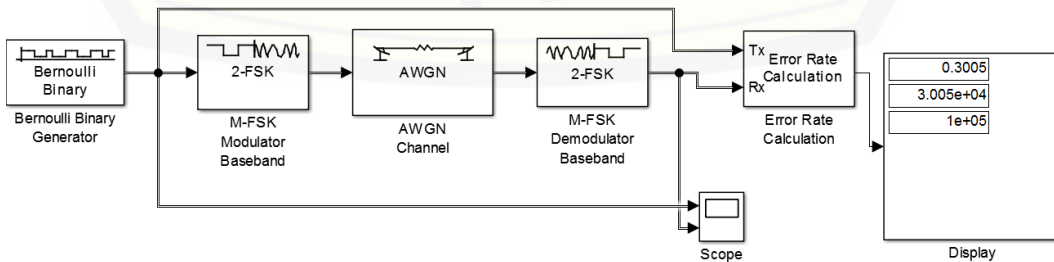 Bernoulli
Binary
Bernoulli Binary
Generator
2-FSK
M-FSK
Modulator
Baseband
AWGN
AWGN
Channel
2-FSK
M-FSK
Demodulator
Baseband
Tx
Rx
Error Rate
Calculation
Error Rate
Calculation
Scope
0.3005
3.005e+04
1e+05
Display